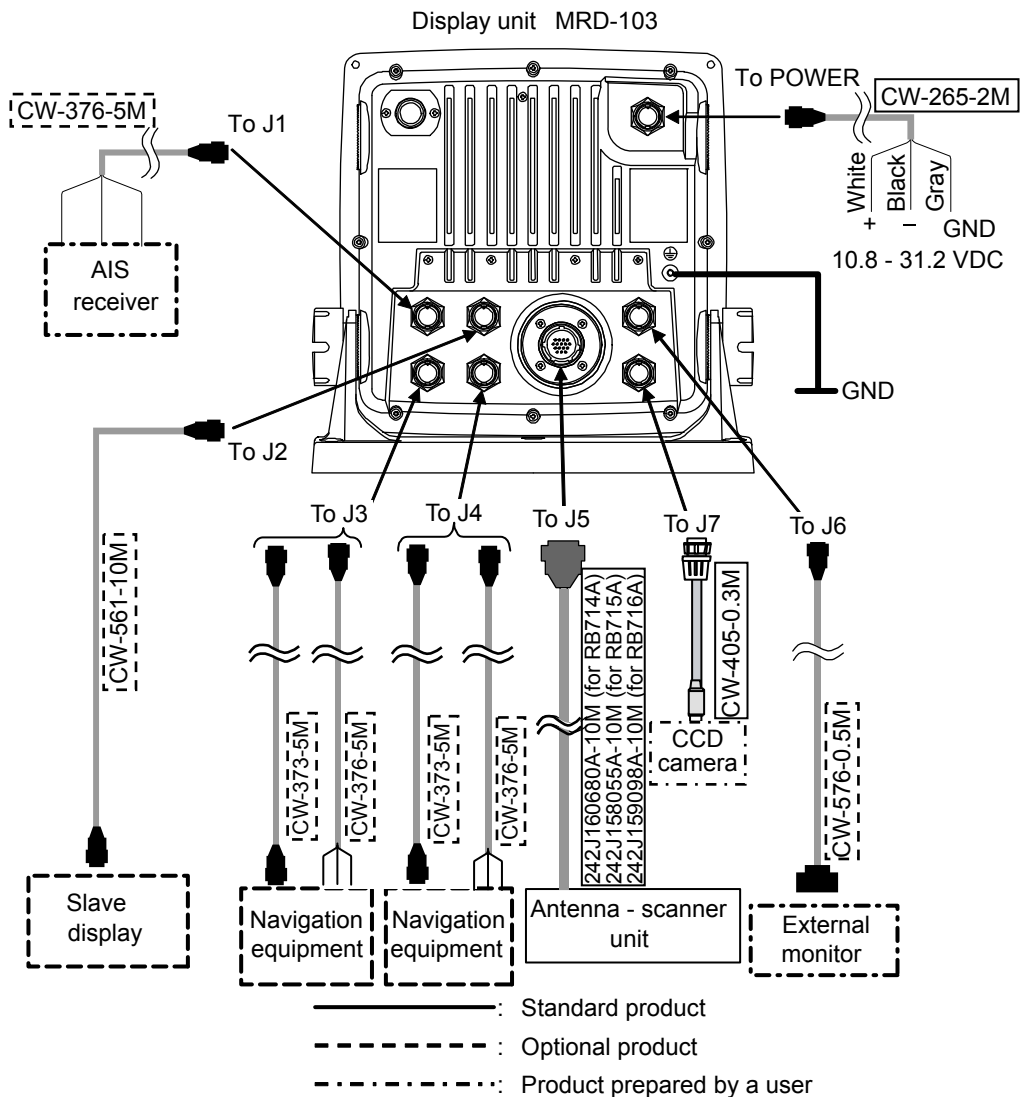 Display unit MRD-103
To POWER
CW-265-2M
CW-376-5M
To J1
White
Black
Gray
+
–
GND
10.8 - 31.2 VDC
AIS
receiver
GND
To J2
To J3
To J4
To J5
To J7
To J6
CW-561-10M
CW-373-5M
CW-376-5M
CW-373-5M
CW-376-5M
242J160680A-10M (for RB714A)
242J158055A-10M (for RB715A)
242J159098A-10M (for RB716A)
CW-405-0.3M
CCD
camera
CW-576-0.5M
Slave
display
Navigation
equipment
Navigation
equipment
Antenna - scanner
unit
External
monitor
: Standard product
: Optional product
: Product prepared by a user